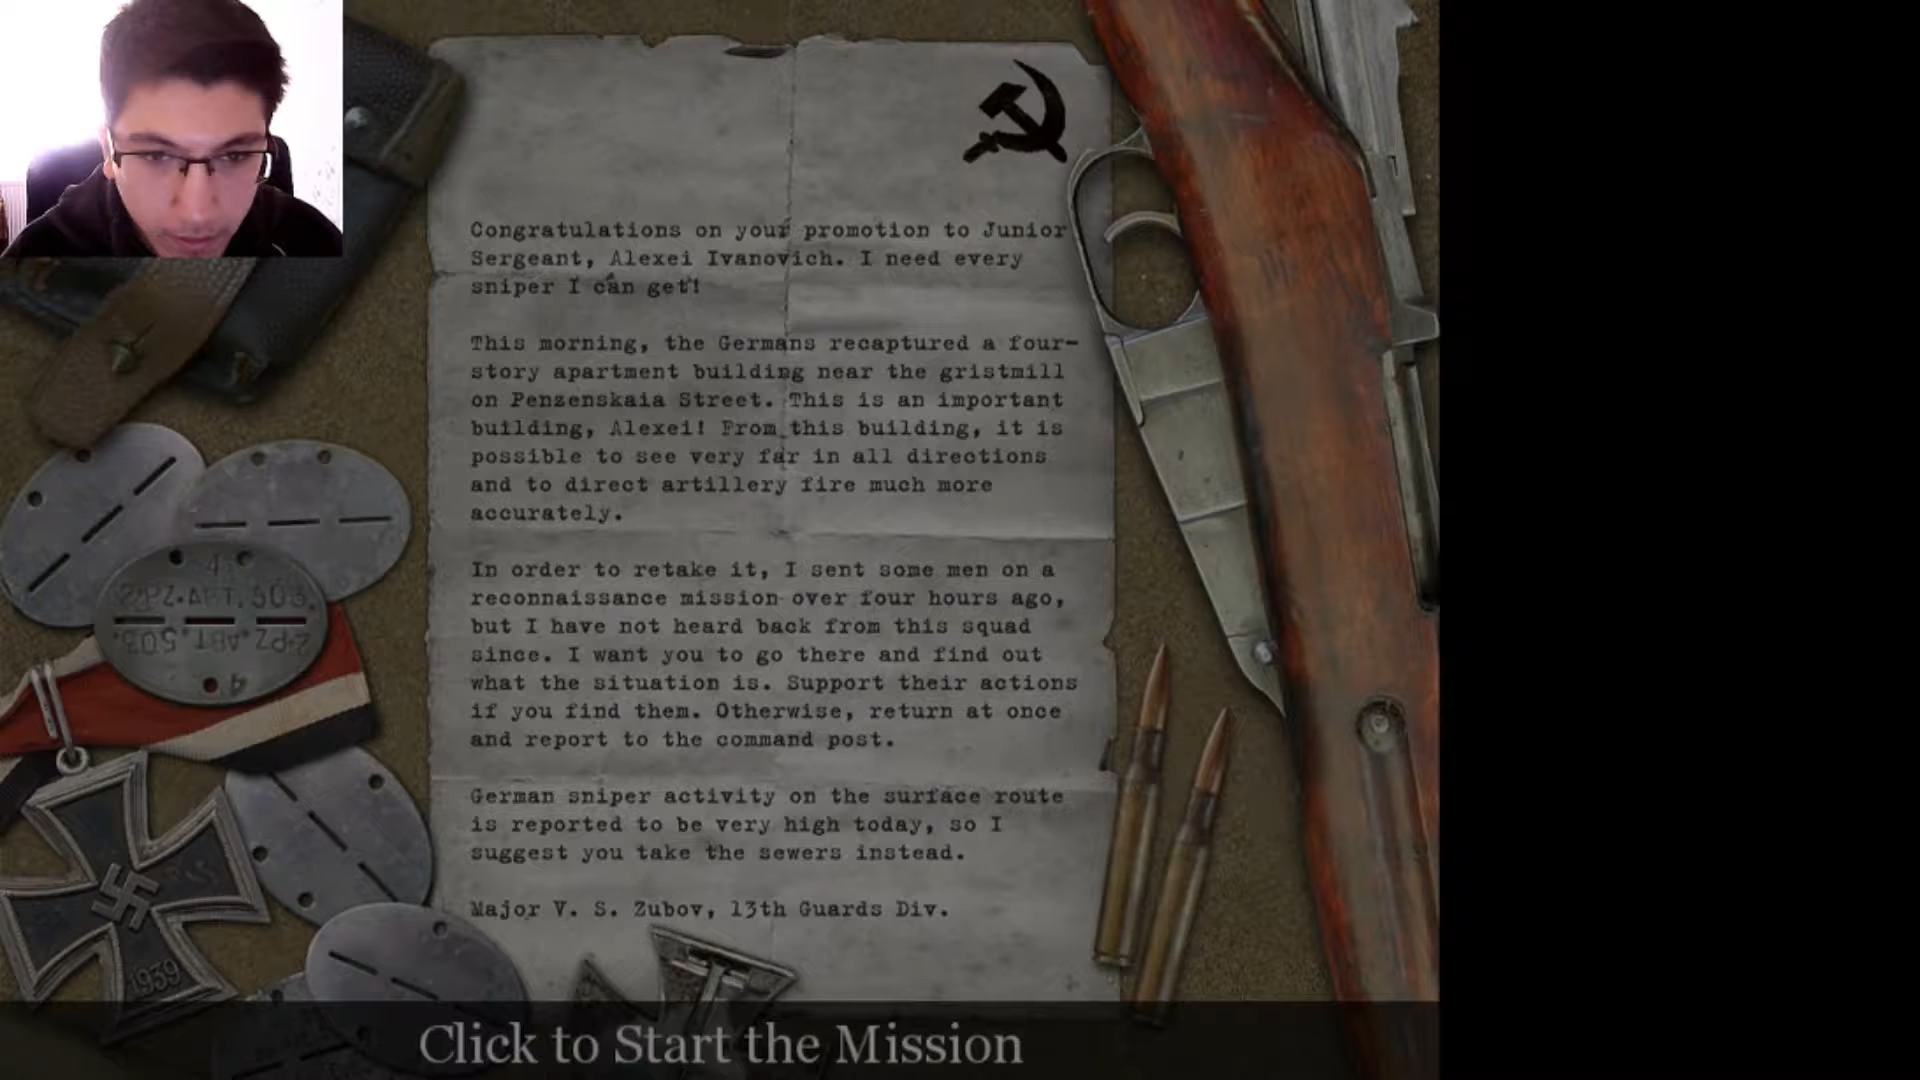 Congratulations on your promotion to Junior
Sergeant, Alexei Ivanovich. I need every
sniper I can get!
This morning, the Germans recaptured a four-
story apartment building near the gristmill
on Penzenskaia Street. This is an important
building, Alexei! From this building, it is
possible to see very far in all directions
and to direct artillery fire much more
accurately.
In order to retake it, I sent some men on a
reconnaissance mission over four hours ago,
but I have not heard back from this squad
since. I want you to go there and find out
what the situation is. Support their actions
if you find them. Otherwise, return at once
and report to the command post.
German sniper activity on the surface route
is reported to be very high today, so I
suggest you take the sewers instead.
Major V. S. Zubov, 13th Guards Div.
4
2·PZ·ABT.503.
2·PZ.ABT.503.
4
1939
Click to Start the Mission